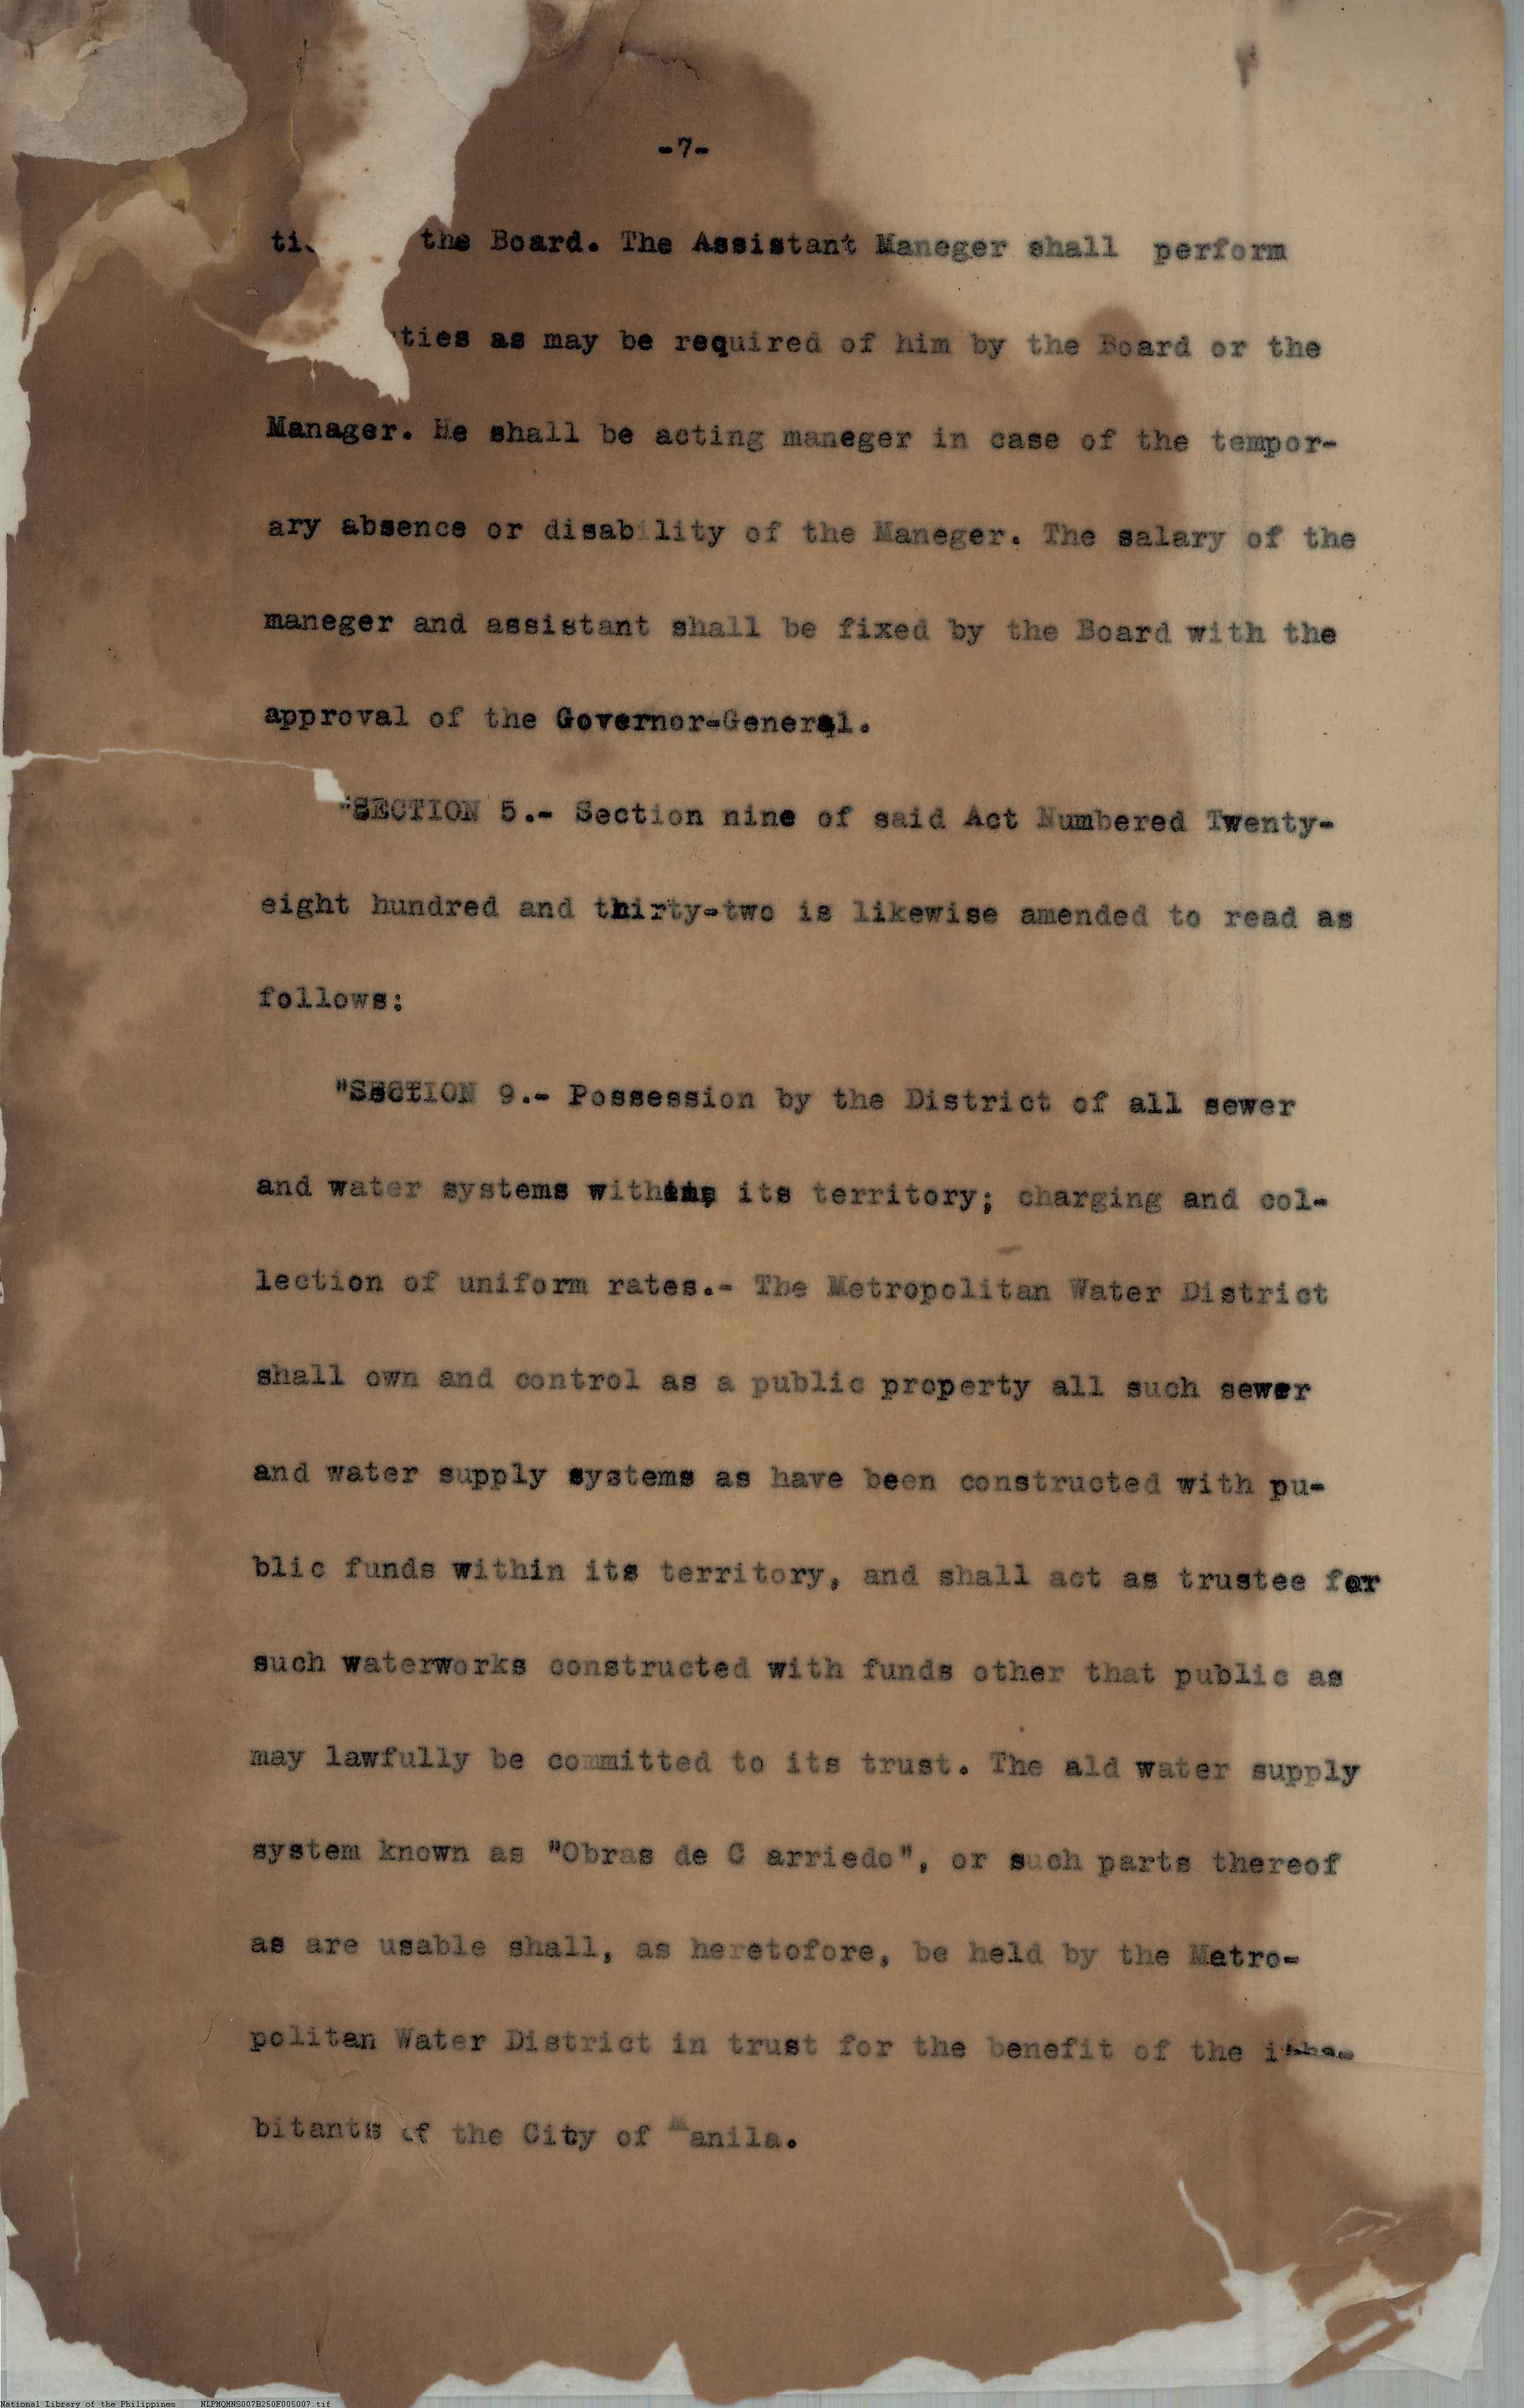 -7-
the Board. The Assistant Maneger shall perform
as may be required of him by the Board or the
Manager. He shall be acting maneger in case of the tempor-
ary absence or disability of the Maneger. The salary of the
maneger and assistant shall be fixed by the Board with the
approval of the Governor-General.
"SECTION 5.- Section nine of said Act Numbered Twenty-
eight hundred and thirty-two is likewise amended to read as
follows:
"SECTION 9.- Possession by the District of all sewer
and water systems its territory; charging and col-
lection of uniform rates.- The Metropolitan Water District
shall own and control as a public property all such sewer
and water supply systems as have been constructed with pu-
blic funds within its territory, and shall act as trustee for
such waterworks constructed with funds other that public as
may lawfully be committed to its trust. The ald water supply
system known as "Obras de C arriedo", or such parts thereof
as are usable shall, as heretofore, be held by the Metro-
politan Water District in trust for the benefit of the
bitants of the City of Manila.
National Library of the Philippines NLPMQMNS007B250F005007.tif